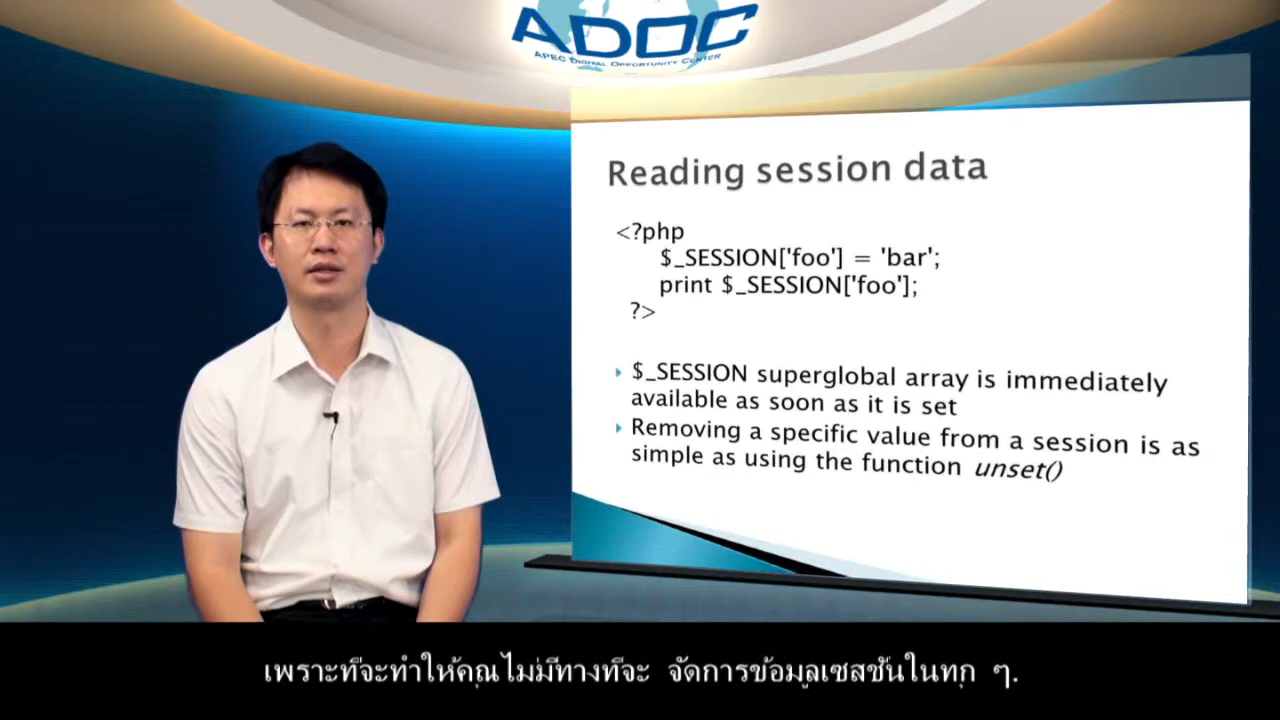 ADOC
APEC DIGITAL OPPORTUNITY CENTER
Reading session data
<?php
$_SESSION['foo'] = 'bar';
print $_SESSION['foo'];
?>
$_SESSION superglobal array is immediately
available as soon as it is set
Removing a specific value from a session is as
simple as using the function unset()
เพราะที่จะทำให้คุณไม่มีทางที่จะ จัดการข้อมูลเซสชั่นในทุก ๆ.